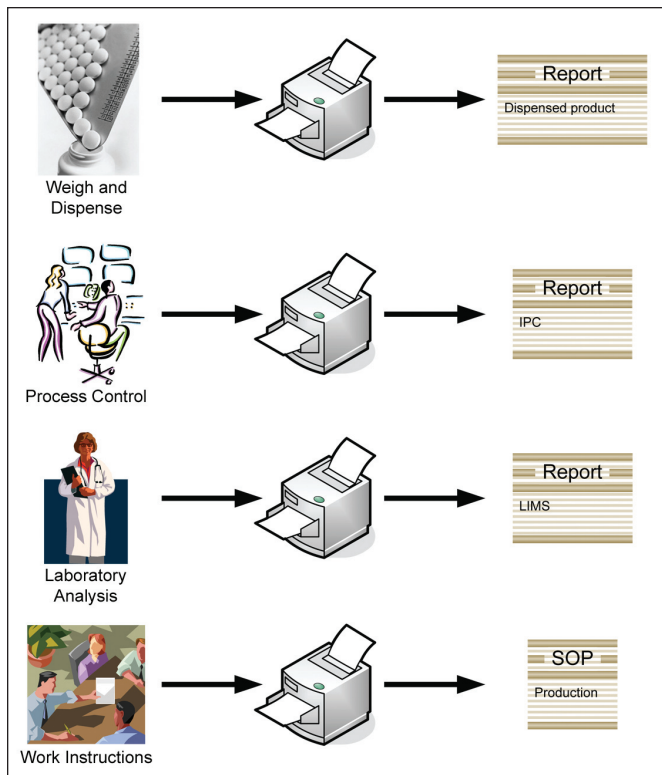 Weigh and
Dispense
Report
Dispensed product
Process Control
Report
IPC
Laboratory
Analysis
Report
LIMS
Work Instructions
SOP
Production